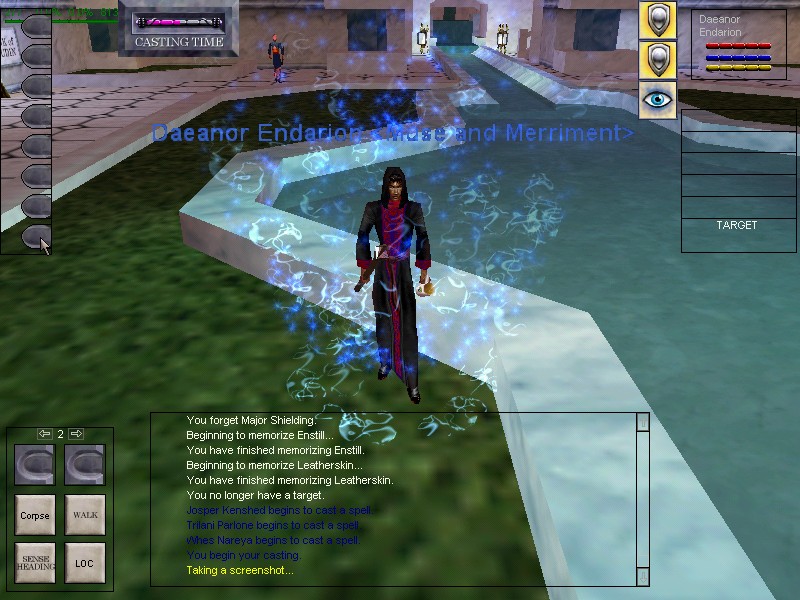 CASTING TIME
Daeanor
Endarion
Daeanor Endarion <Muse and Merriment>
TARGET
2
Corpse
WALK
SENSE
HEADING
LOC
You forget Major Shielding.
Beginning to memorize Enstill...
You have finished memorizing Enstill.
Beginning to memorize Leatherskin...
You have finished memorizing Leatherskin.
You no longer have a target.
Josper Kenshed begins to cast a spell.
Trilani Parlone begins to cast a spell.
Whes Nareya begins to cast a spell.
You begin your casting.
Taking a screenshot...